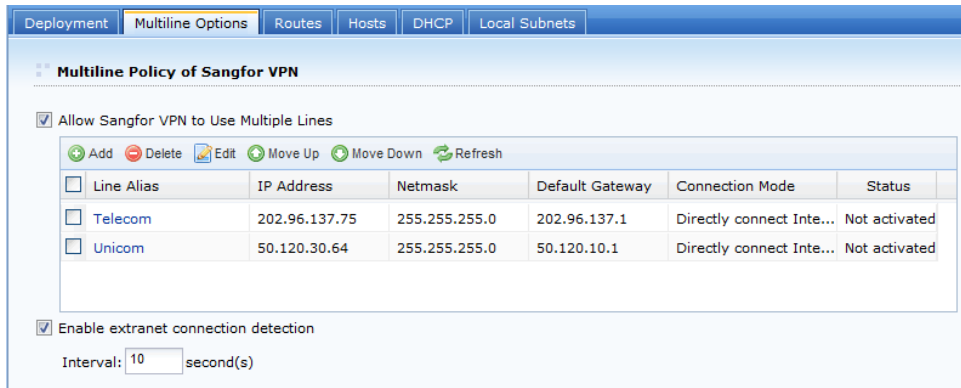 Deployment Multiline Options Routes Hosts DHCP Local Subnets
Multiline Policy of Sangfor VPN
Allow Sangfor VPN to Use Multiple Lines
Add Delete Edit Move Up Move Down Refresh
Line Alias IP Address Netmask Default Gateway Connection Mode Status
Telecom 202.96.137.75 255.255.255.0 202.96.137.1 Directly connect Inte... Not activated
Unicom 50.120.30.64 255.255.255.0 50.120.10.1 Directly connect Inte... Not activated
Enable extranet connection detection
Interval: 10 second(s)